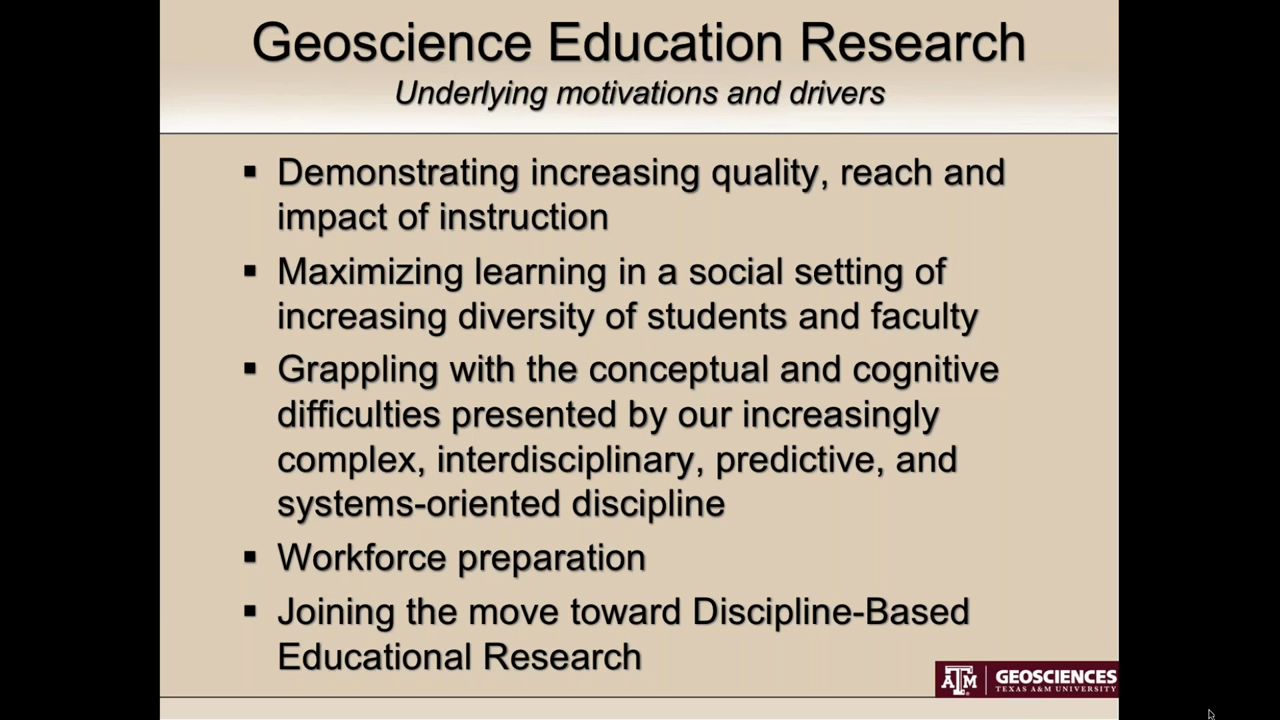 Geoscience Education Research
Underlying motivations and drivers
▪ Demonstrating increasing quality, reach and
impact of instruction
▪ Maximizing learning in a social setting of
increasing diversity of students and faculty
▪ Grappling with the conceptual and cognitive
difficulties presented by our increasingly
complex, interdisciplinary, predictive, and
systems-oriented discipline
▪ Workforce preparation
▪ Joining the move toward Discipline-Based
Educational Research
ATM
GEOSCIENCES
TEXAS A&M UNIVERSITY